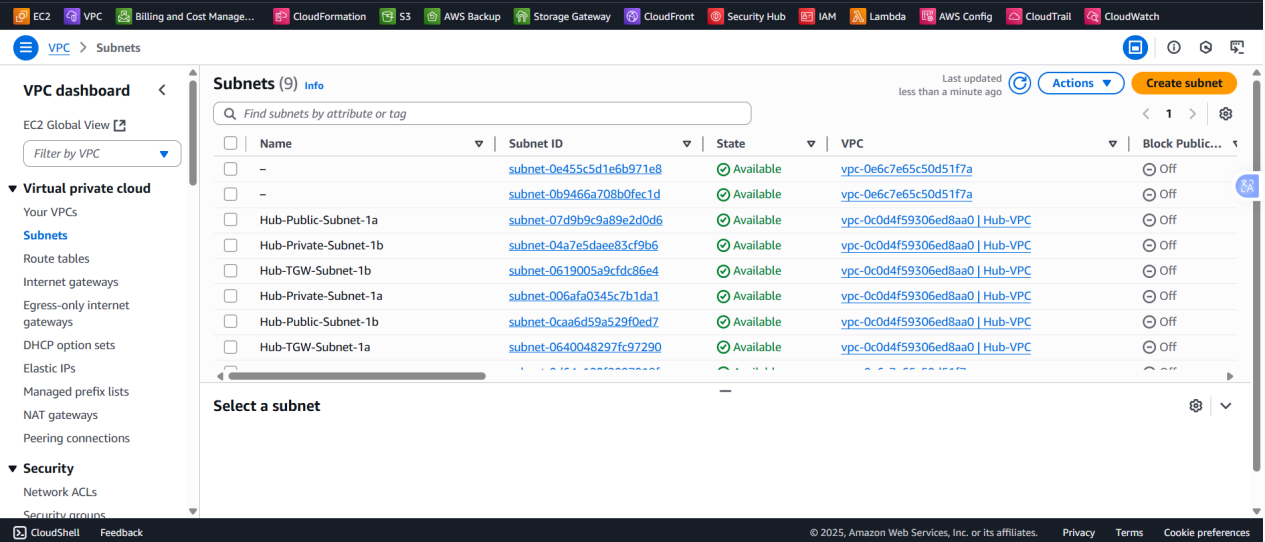 EC2 VPC Billing and Cost Manage... CloudFormation S3 AWS Backup Storage Gateway CloudFront Security Hub IAM Lambda AWS Config CloudTrail CloudWatch
VPC > Subnets
VPC dashboard
EC2 Global View
Filter by VPC
Virtual private cloud
Your VPCs
Subnets
Route tables
Internet gateways
Egress-only internet
gateways
DHCP option sets
Elastic IPs
Managed prefix lists
NAT gateways
Peering connections
Security
Network ACLs
Security groups
Subnets (9) Info
Last updated
less than a minute ago
Actions
Create subnet
Find subnets by attribute or tag
1
Name Subnet ID State VPC Block Public...
– subnet-0e455c5d1e6b971e8 Available vpc-0e6c7e65c50d51f7a Off
– subnet-0b9466a708b0fec1d Available vpc-0e6c7e65c50d51f7a Off
Hub-Public-Subnet-1a subnet-07d9b9c9a89e2d0d6 Available vpc-0c0d4f59306ed8aa0 | Hub-VPC Off
Hub-Private-Subnet-1b subnet-04a7e5daee83cf9b6 Available vpc-0c0d4f59306ed8aa0 | Hub-VPC Off
Hub-TGW-Subnet-1b subnet-0619005a9cfdc86e4 Available vpc-0c0d4f59306ed8aa0 | Hub-VPC Off
Hub-Private-Subnet-1a subnet-006afa0345c7b1da1 Available vpc-0c0d4f59306ed8aa0 | Hub-VPC Off
Hub-Public-Subnet-1b subnet-0caa6d59a529f0ed7 Available vpc-0c0d4f59306ed8aa0 | Hub-VPC Off
Hub-TGW-Subnet-1a subnet-0640048297fc97290 Available vpc-0c0d4f59306ed8aa0 | Hub-VPC Off
Select a subnet
CloudShell Feedback © 2025, Amazon Web Services, Inc. or its affiliates. Privacy Terms Cookie preferences